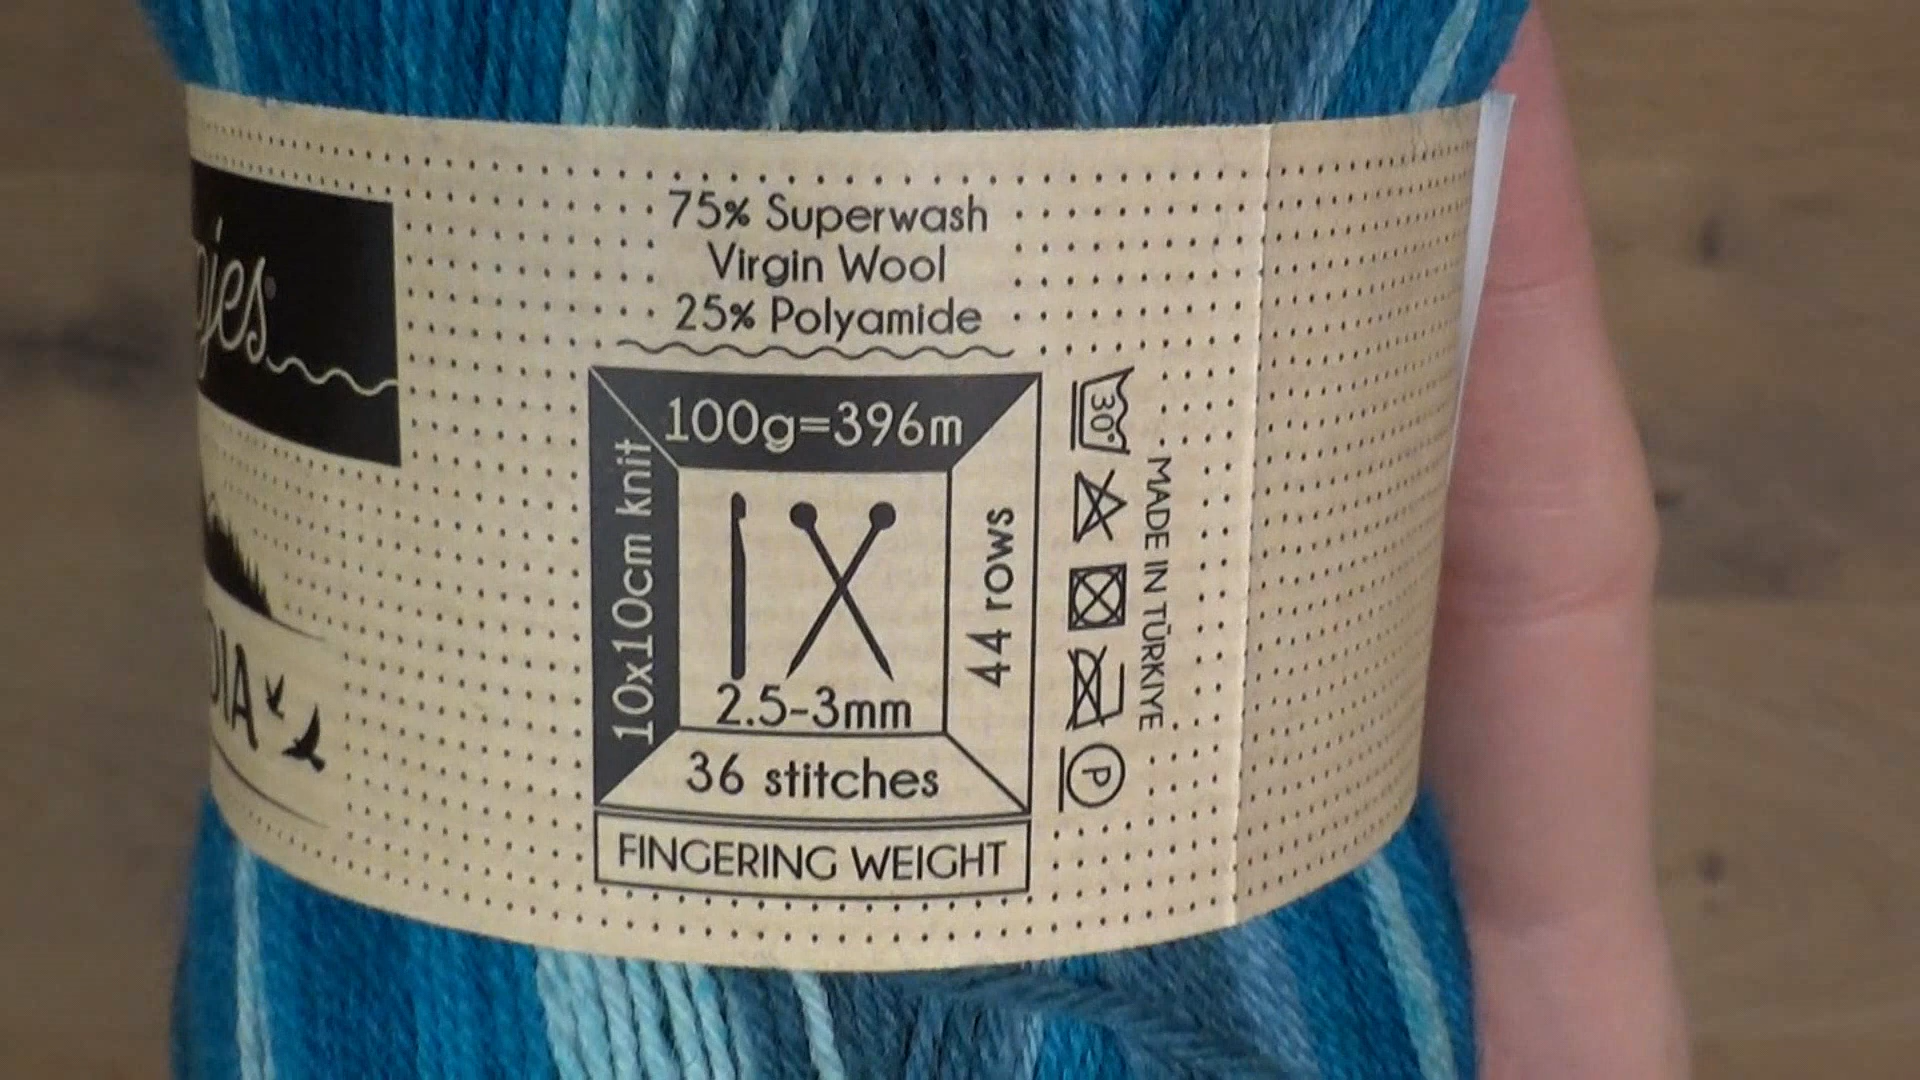 75% Superwash
Virgin Wool
25% Polyamide
100g=396m
10x10cm knit
44 rows
2.5-3mm
36 stitches
FINGERING WEIGHT
30°
P
MADE IN TÜRKIYE